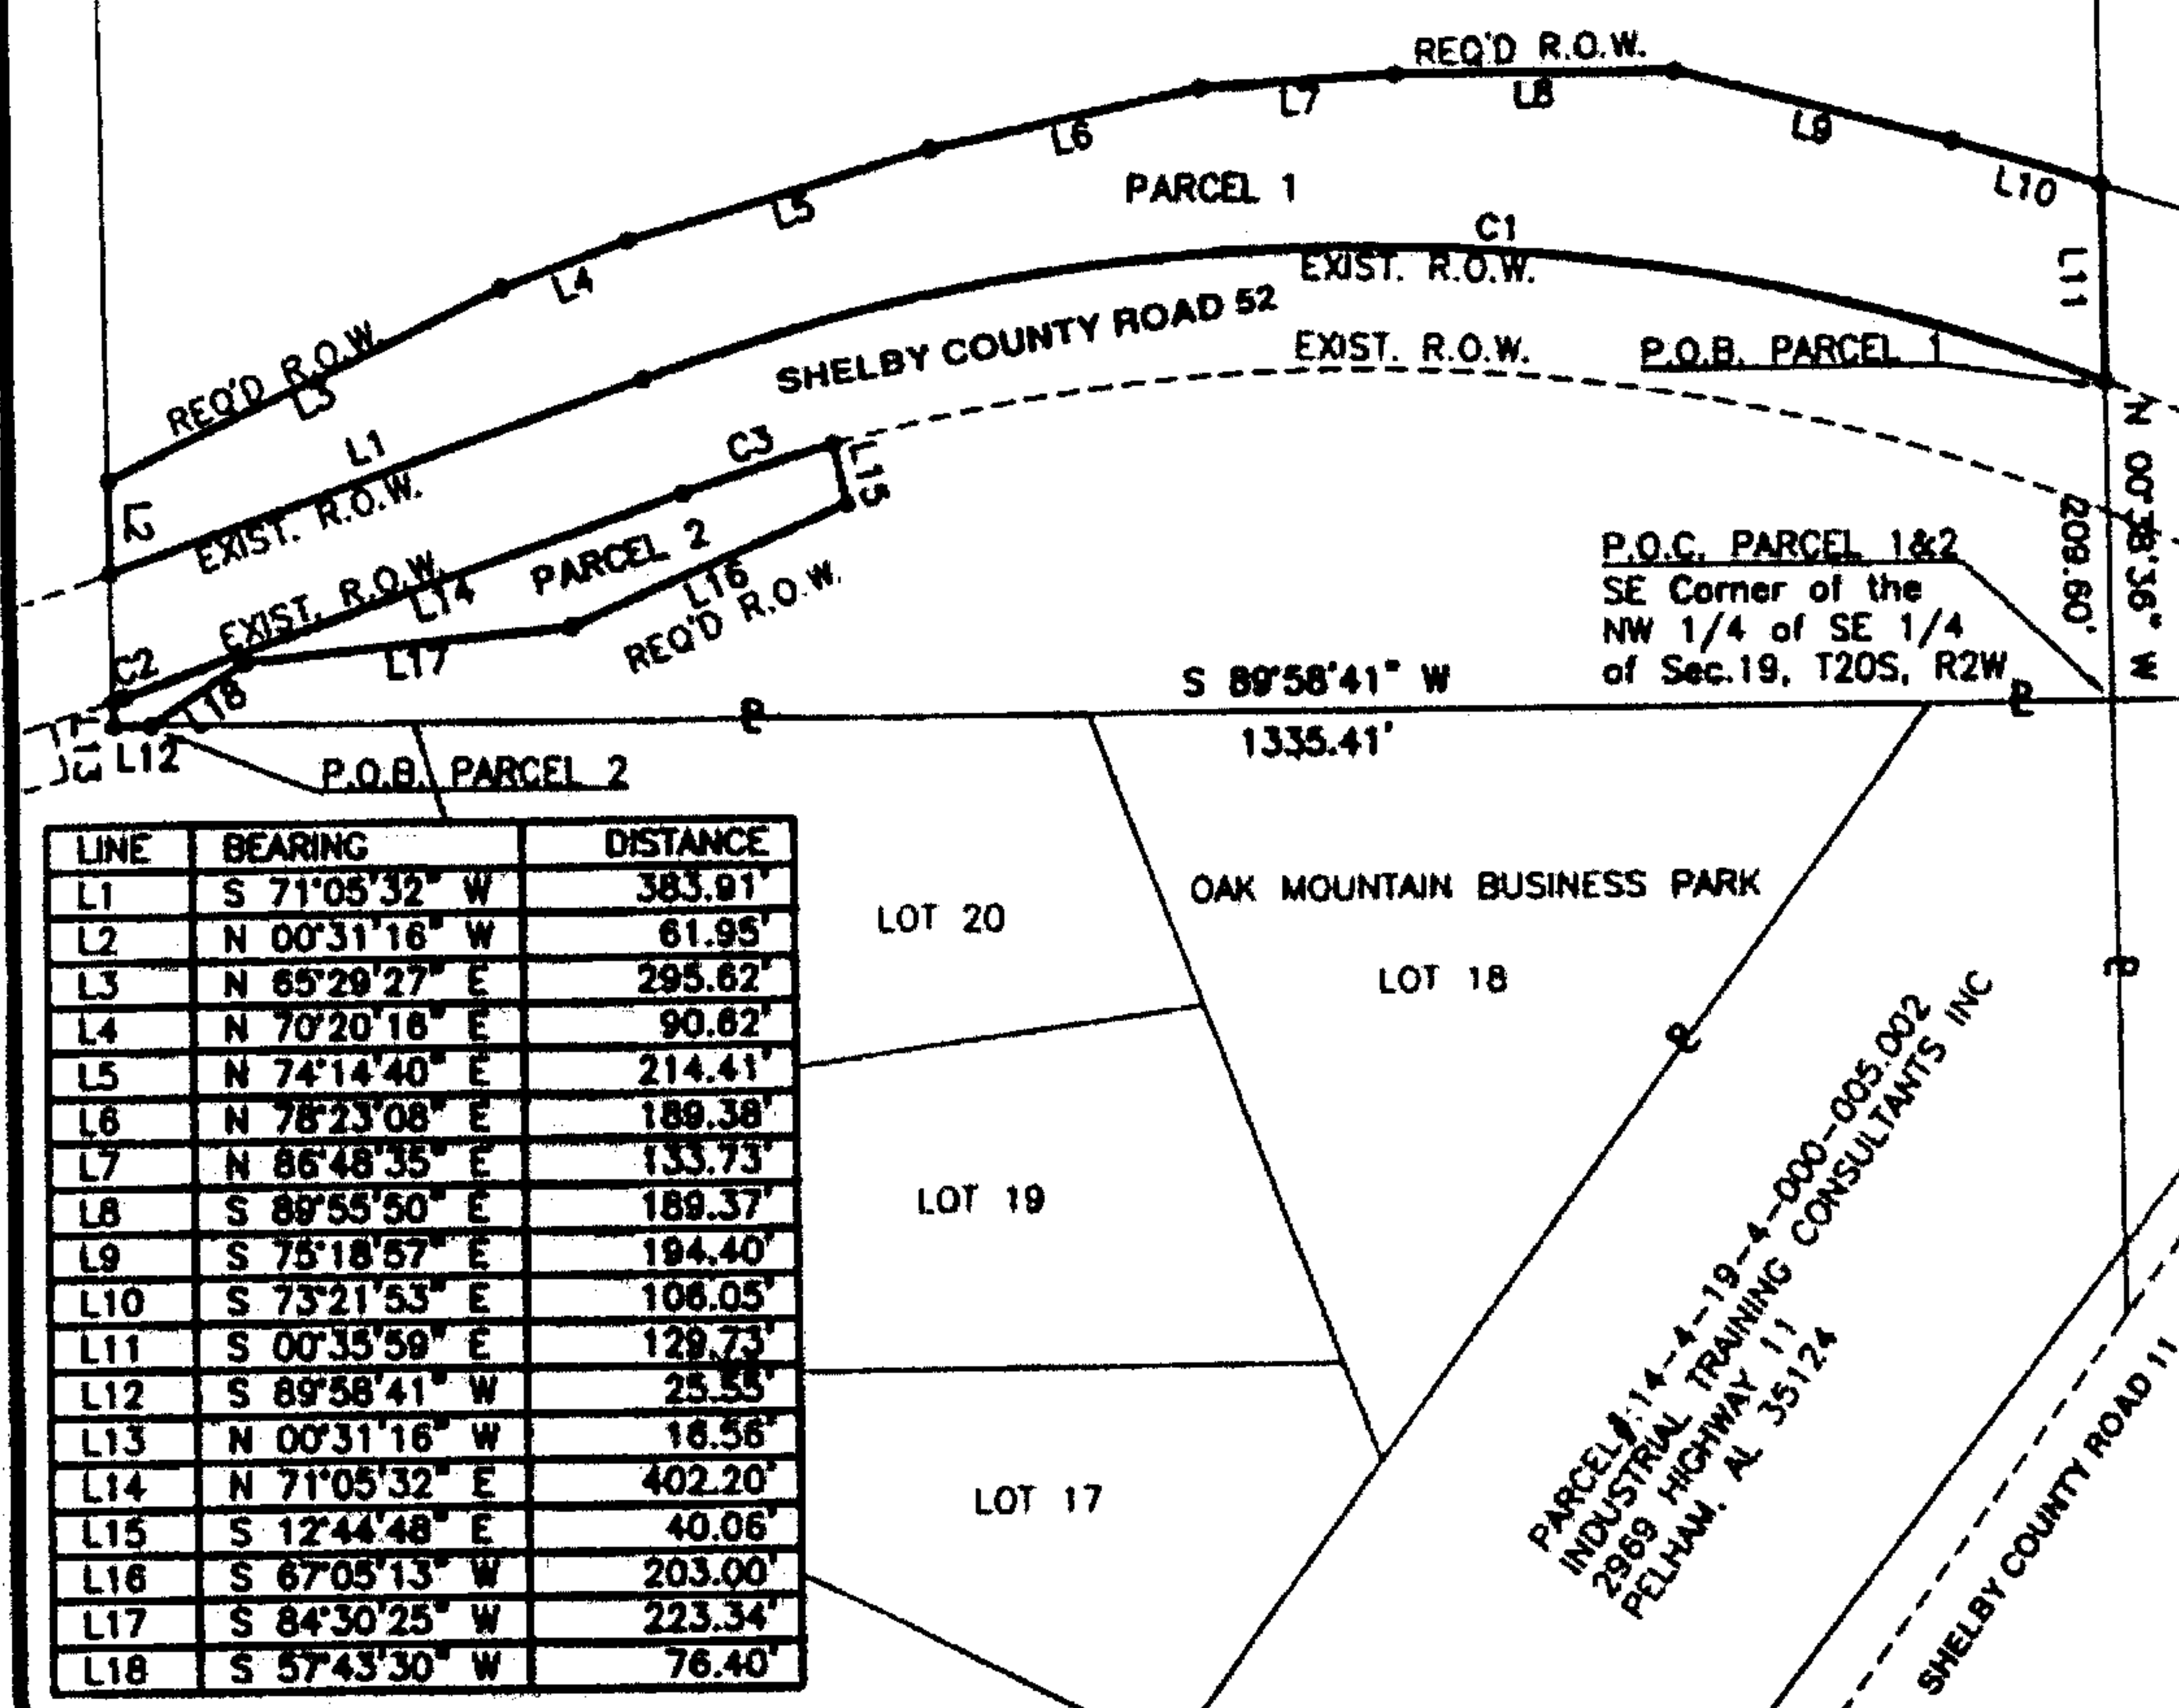 REQ'D R.O.W.
L7
L8
L6
L9
PARCEL 1
L10
L5
C1
EXIST. R.O.W.
L4
L11
SHELBY COUNTY ROAD 52
EXIST. R.O.W.
P.O.B. PARCEL 1
REQ'D R.O.W.
L3
L1
C3
L15
N 00°38'36" W
209.60'
L2
EXIST. R.O.W.
PARCEL 2
P.O.C. PARCEL 1&2
SE Corner of the
NW 1/4 of SE 1/4
of Sec.19, T20S, R2W
EXIST. R.O.W.
L14
L16
REQ'D R.O.W.
C2
L17
L18
S 89°58'41" W
1335.41'
L13
L12
P.O.B. PARCEL 2
LINE BEARING DISTANCE
L1 S 71°05'32" W 383.91'
L2 N 00°31'16" W 61.95'
L3 N 65°29'27" E 295.62'
L4 N 70°20'16" E 90.62'
L5 N 74°14'40" E 214.41'
L6 N 78°23'08" E 189.38'
L7 N 86°48'35" E 133.73'
L8 S 89°55'50" E 189.37'
L9 S 75°18'57" E 194.40'
L10 S 73°21'53" E 106.05'
L11 S 00°35'59" E 129.73'
L12 S 89°58'41" W 25.55'
L13 N 00°31'16" W 16.56'
L14 N 71°05'32" E 402.20'
L15 S 12°44'48" E 40.06'
L16 S 67°05'13" W 203.00'
L17 S 84°30'25" W 223.34'
L18 S 57°43'30" W 76.40'
OAK MOUNTAIN BUSINESS PARK
LOT 20
LOT 18
LOT 19
LOT 17
PARCEL#:14-4-19-4-000-005.002
INDUSTRIAL TRAINING CONSULTANTS INC
2969 HIGHWAY 11
PELHAM, AL 35124
SHELBY COUNTY ROAD 11